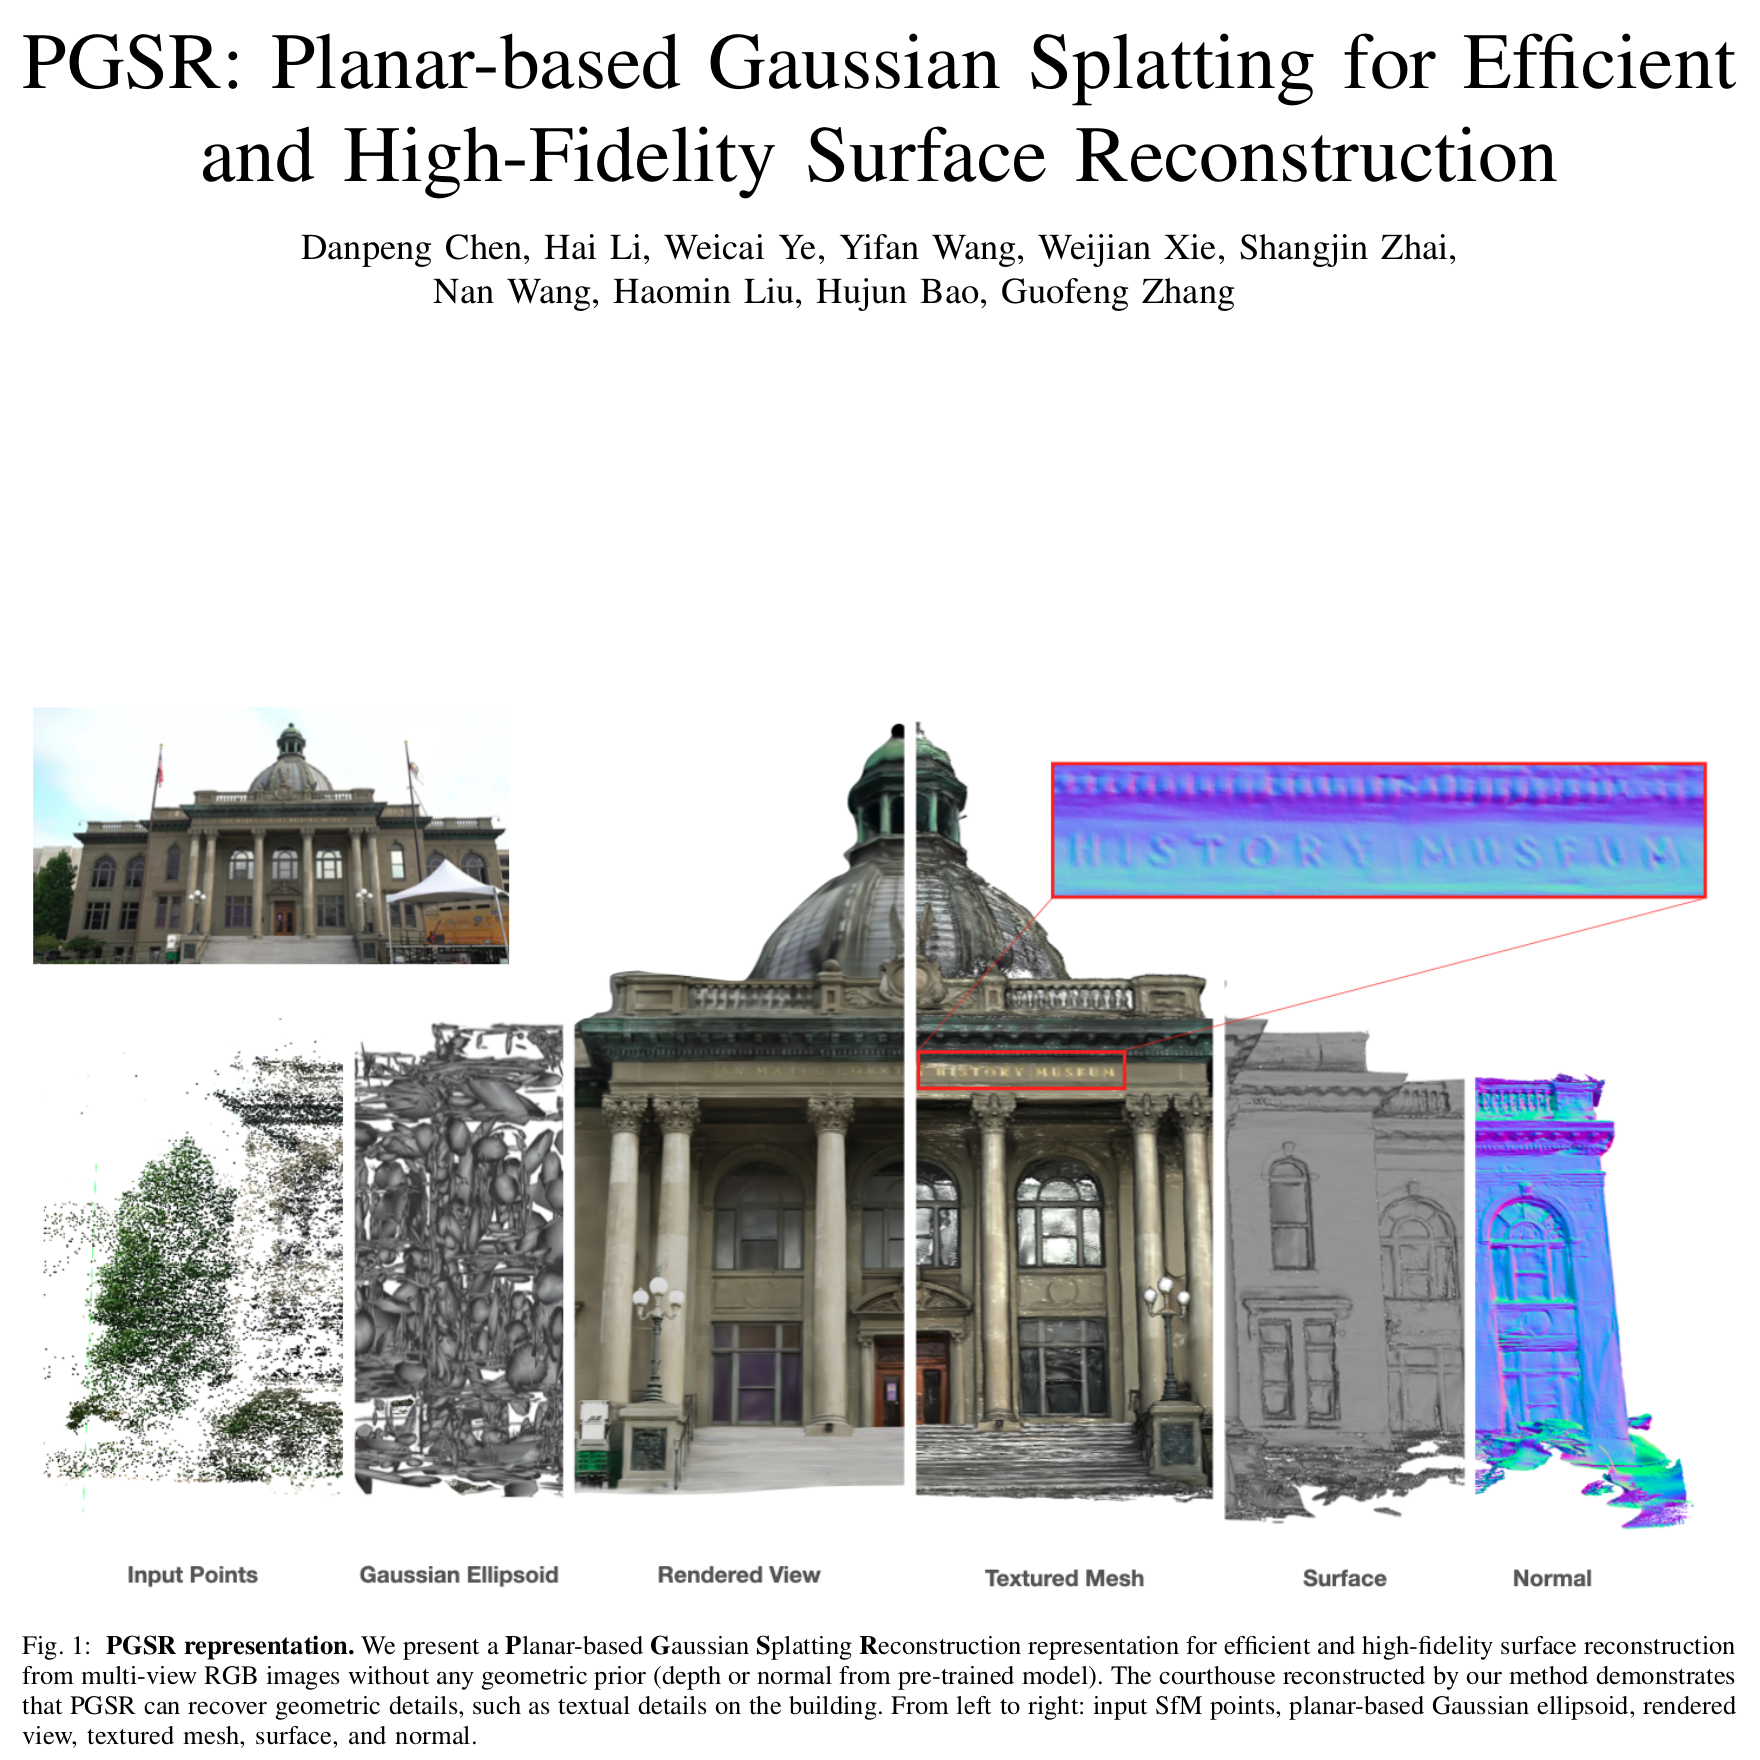 PGSR: Planar-based Gaussian Splatting for Efficient
and High-Fidelity Surface Reconstruction
Danpeng Chen, Hai Li, Weicai Ye, Yifan Wang, Weijian Xie, Shangjin Zhai,
Nan Wang, Haomin Liu, Hujun Bao, Guofeng Zhang
HISTORY MUSEUM
HISTORY MUSEUM
Input Points
Gaussian Ellipsoid
Rendered View
Textured Mesh
Surface
Normal
Fig. 1: PGSR representation. We present a Planar-based Gaussian Splatting Reconstruction representation for efficient and high-fidelity surface reconstruction
from multi-view RGB images without any geometric prior (depth or normal from pre-trained model). The courthouse reconstructed by our method demonstrates
that PGSR can recover geometric details, such as textual details on the building. From left to right: input SfM points, planar-based Gaussian ellipsoid, rendered
view, textured mesh, surface, and normal.